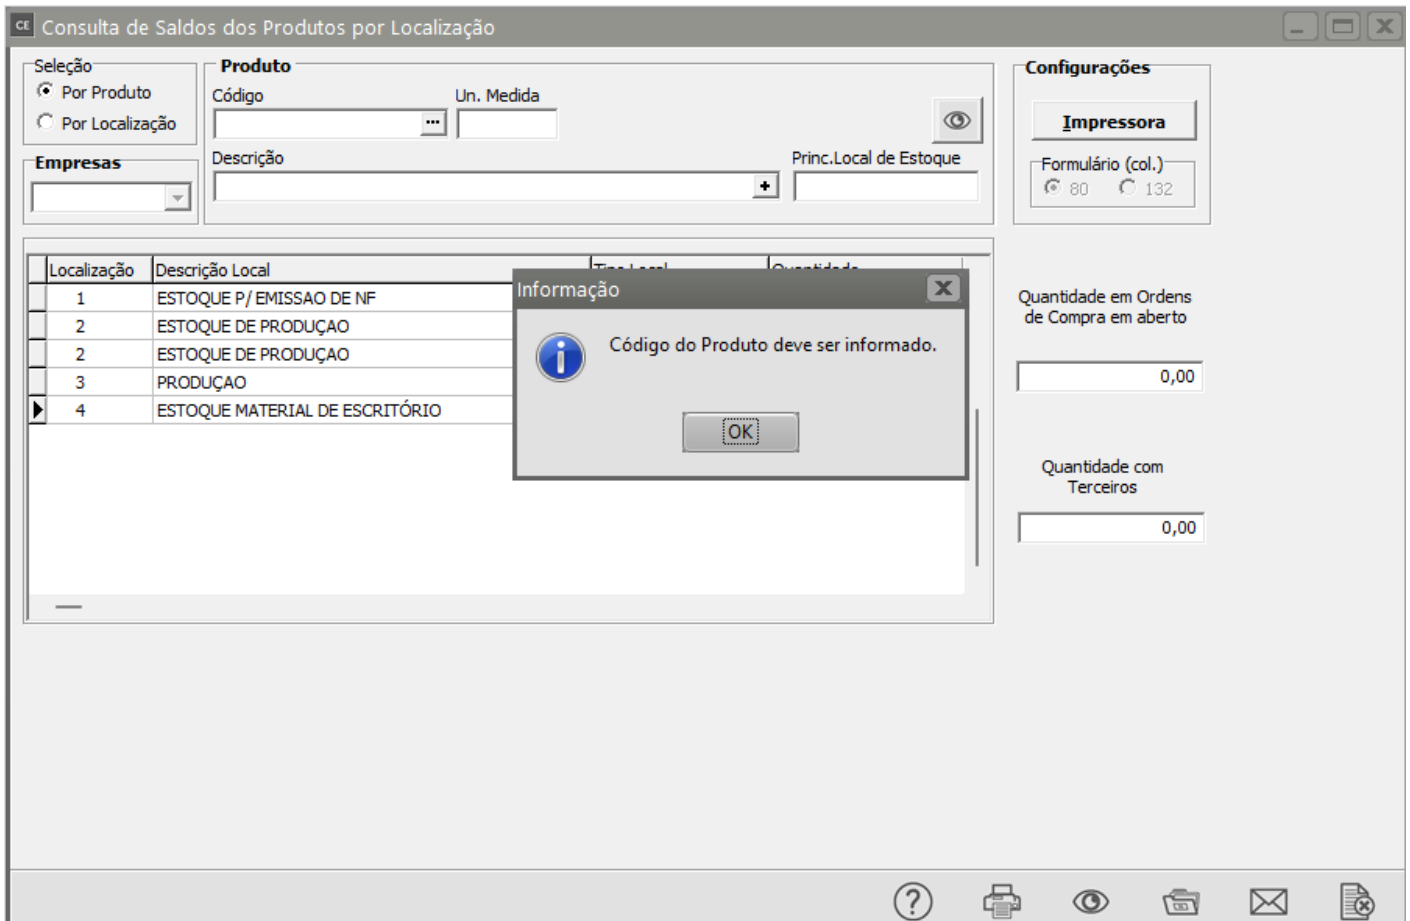 CE Consulta de Saldos dos Produtos por Localização
Seleção
Por Produto
Por Localização
Empresas
Produto
Código
Un. Medida
Descrição
Princ.Local de Estoque
Configurações
Impressora
Formulário (col.)
80 132
Localização Descrição Local Tipo Local Quantidade
1 ESTOQUE P/ EMISSAO DE NF
2 ESTOQUE DE PRODUÇAO
2 ESTOQUE DE PRODUÇAO
3 PRODUÇAO
4 ESTOQUE MATERIAL DE ESCRITÓRIO
Informação
Código do Produto deve ser informado.
OK
Quantidade em Ordens
de Compra em aberto
0,00
Quantidade com
Terceiros
0,00